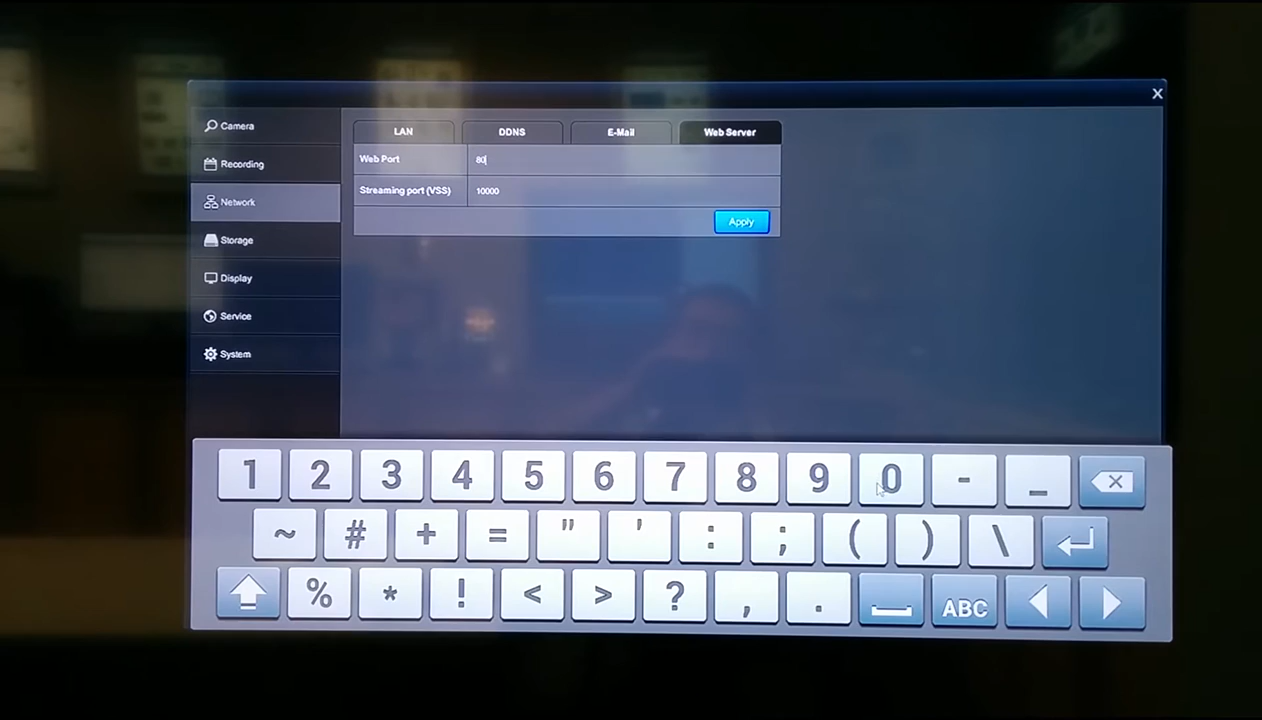 X
Camera
Recording
Network
Storage
Display
Service
System
LAN DDNS E-Mail Web Server
Web Port 80
Streaming port (VSS) 10000
Apply
1 2 3 4 5 6 7 8 9 0 - _
~ # + = " ' : ; ( ) \
% * ! < > ? , . ABC